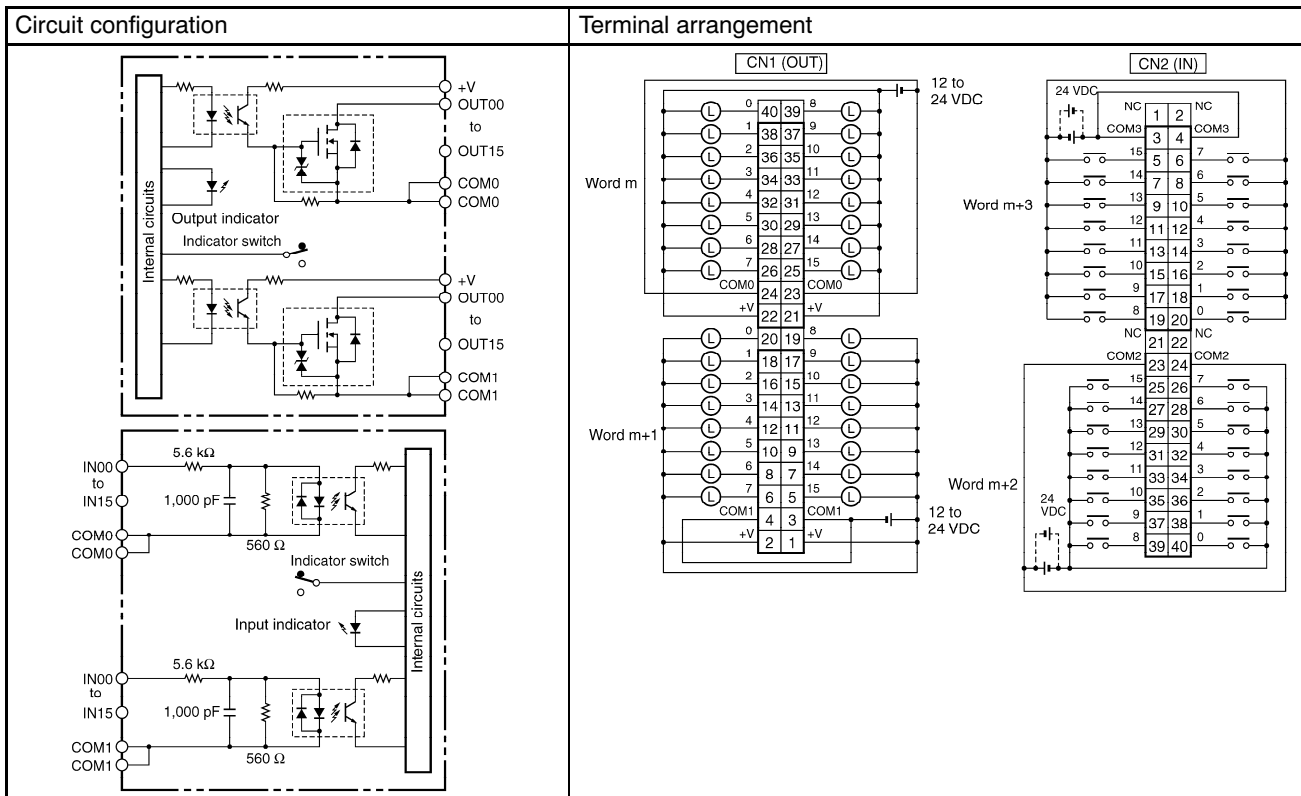 Circuit configuration
Terminal arrangement
+V
OUT00
to
OUT15
COM0
COM0
Internal circuits
Output indicator
Indicator switch
+V
OUT00
to
OUT15
COM1
COM1
IN00
to
IN15
COM0
COM0
5.6 kΩ
1,000 pF
560 Ω
Indicator switch
Input indicator
Internal circuits
IN00
to
IN15
COM1
COM1
5.6 kΩ
1,000 pF
560 Ω
CN1 (OUT)
12 to
24 VDC
Word m
L 0 40 39 8 L
L 1 38 37 9 L
L 2 36 35 10 L
L 3 34 33 11 L
L 4 32 31 12 L
L 5 30 29 13 L
L 6 28 27 14 L
L 7 26 25 15 L
COM0 24 23 COM0
+V 22 21 +V
Word m+1
L 0 20 19 8 L
L 1 18 17 9 L
L 2 16 15 10 L
L 3 14 13 11 L
L 4 12 11 12 L
L 5 10 9 13 L
L 6 8 7 14 L
L 7 6 5 15 L
COM1 4 3 COM1
+V 2 1 +V
12 to
24 VDC
CN2 (IN)
24 VDC
NC 1 2 NC
COM3 3 4 COM3
Word m+3
15 5 6 7
14 7 8 6
13 9 10 5
12 11 12 4
11 13 14 3
10 15 16 2
9 17 18 1
8 19 20 0
NC 21 22 NC
COM2 23 24 COM2
Word m+2
15 25 26 7
14 27 28 6
13 29 30 5
12 31 32 4
11 33 34 3
10 35 36 2
9 37 38 1
8 39 40 0
24
VDC